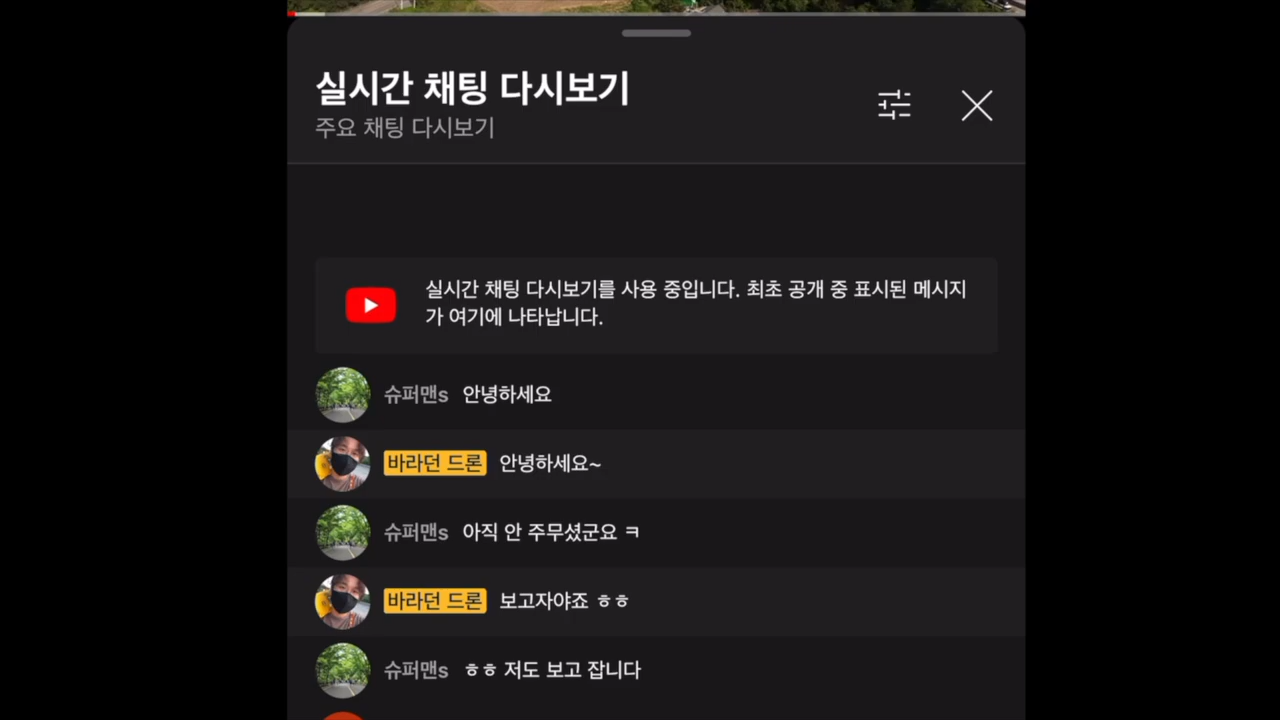 실시간 채팅 다시보기
주요 채팅 다시보기
실시간 채팅 다시보기를 사용 중입니다. 최초 공개 중 표시된 메시지
가 여기에 나타납니다.
슈퍼맨s 안녕하세요
바라던 드론 안녕하세요~
슈퍼맨s 아직 안 주무셨군요 ㅋ
바라던 드론 보고자야죠 ㅎㅎ
슈퍼맨s ㅎㅎ 저도 보고 잡니다